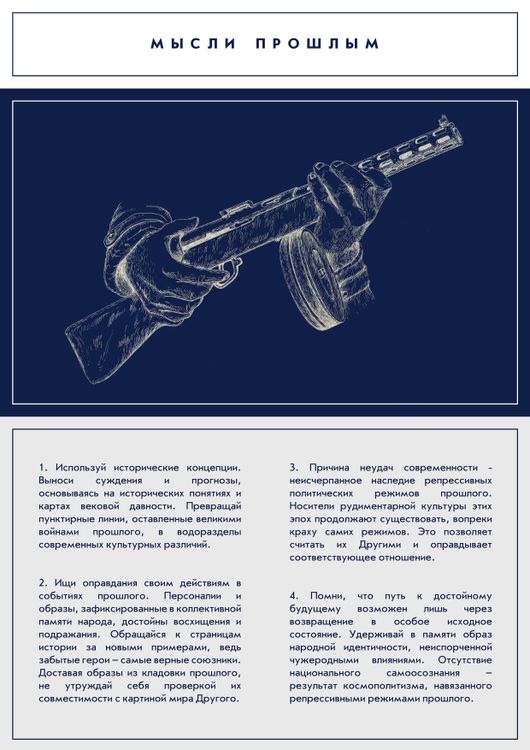 МЫСЛИ ПРОШЛЫМ
1. Используй исторические концепции.
Выноси суждения и прогнозы,
основываясь на исторических понятиях и
картах вековой давности. Превращай
пунктирные линии, оставленные великими
войнами прошлого, в водоразделы
современных культурных различий.
2. Ищи оправдания своим действиям в
событиях прошлого. Персоналии и
образы, зафиксированные в коллективной
памяти народа, достойны восхищения и
подражания. Обращайся к страницам
истории за новыми примерами, ведь
забытые герои – самые верные союзники.
Доставая образы из кладовки прошлого,
не утруждай себя проверкой их
совместимости с картиной мира Другого.
3. Причина неудач современности -
неисчерпанное наследие репрессивных
политических режимов прошлого.
Носители рудиментарной культуры этих
эпох продолжают существовать, вопреки
краху самих режимов. Это позволяет
считать их Другими и оправдывает
соответствующее отношение.
4. Помни, что путь к достойному
будущему возможен лишь через
возвращение в особое исходное
состояние. Удерживай в памяти образ
народной идентичности, неиспорченной
чужеродными влияниями. Отсутствие
национального самоосознания –
результат космополитизма, навязанного
репрессивными режимами прошлого.